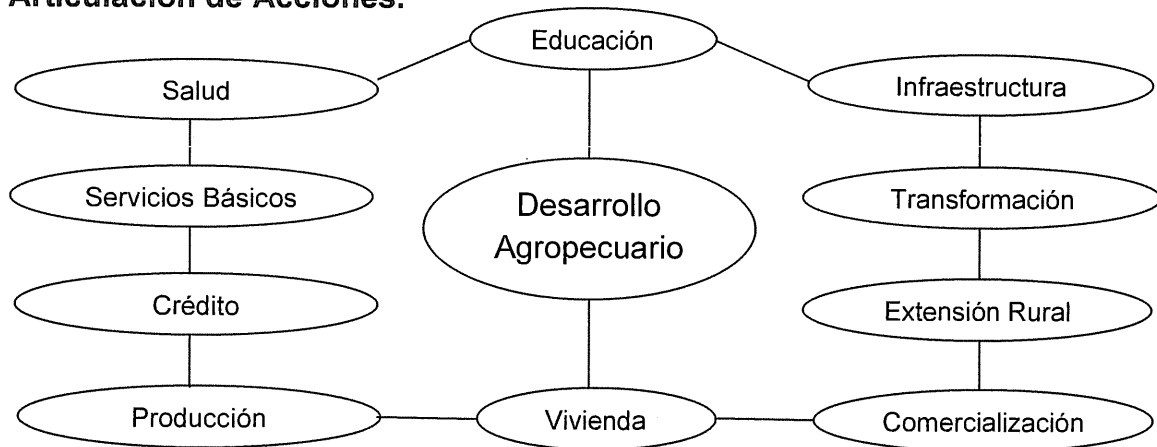 Articulación de Acciones:
Educación
Salud
Infraestructura
Servicios Básicos
Desarrollo
Agropecuario
Transformación
Crédito
Extensión Rural
Producción
Vivienda
Comercialización